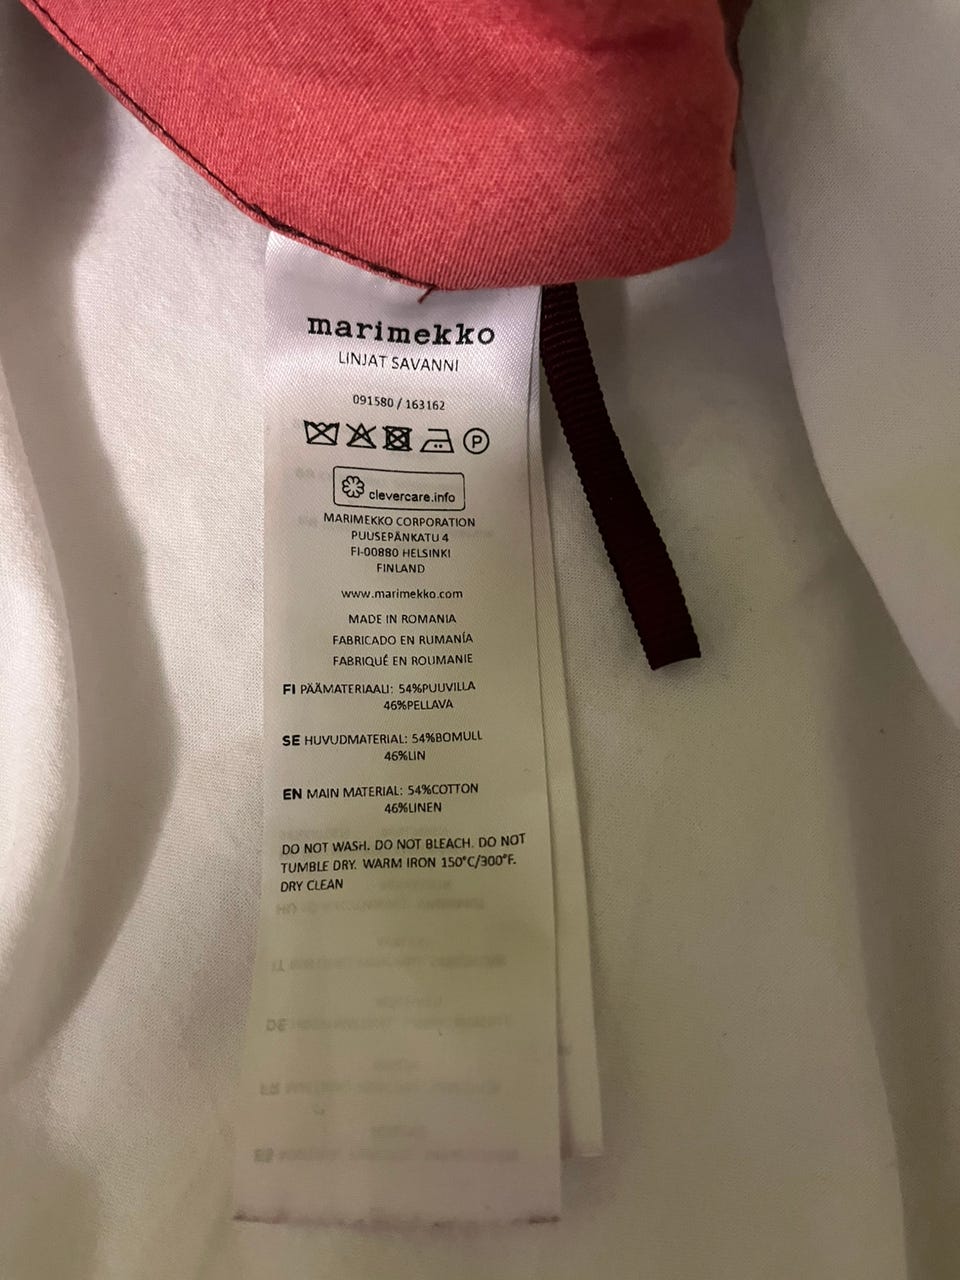 marimekko
LINJAT SAVANNI
091580 / 163162
P
clevercare.info
MARIMEKKO CORPORATION
PUUSEPÄNKATU 4
FI-00880 HELSINKI
FINLAND
www.marimekko.com
MADE IN ROMANIA
FABRICADO EN RUMANÍA
FABRIQUÉ EN ROUMANIE
FI PÄÄMATERIAALI: 54%PUUVILLA
46%PELLAVA
SE HUVUDMATERIAL: 54%BOMULL
46%LIN
EN MAIN MATERIAL: 54%COTTON
46%LINEN
DO NOT WASH. DO NOT BLEACH. DO NOT
TUMBLE DRY. WARM IRON 150°C/300°F.
DRY CLEAN